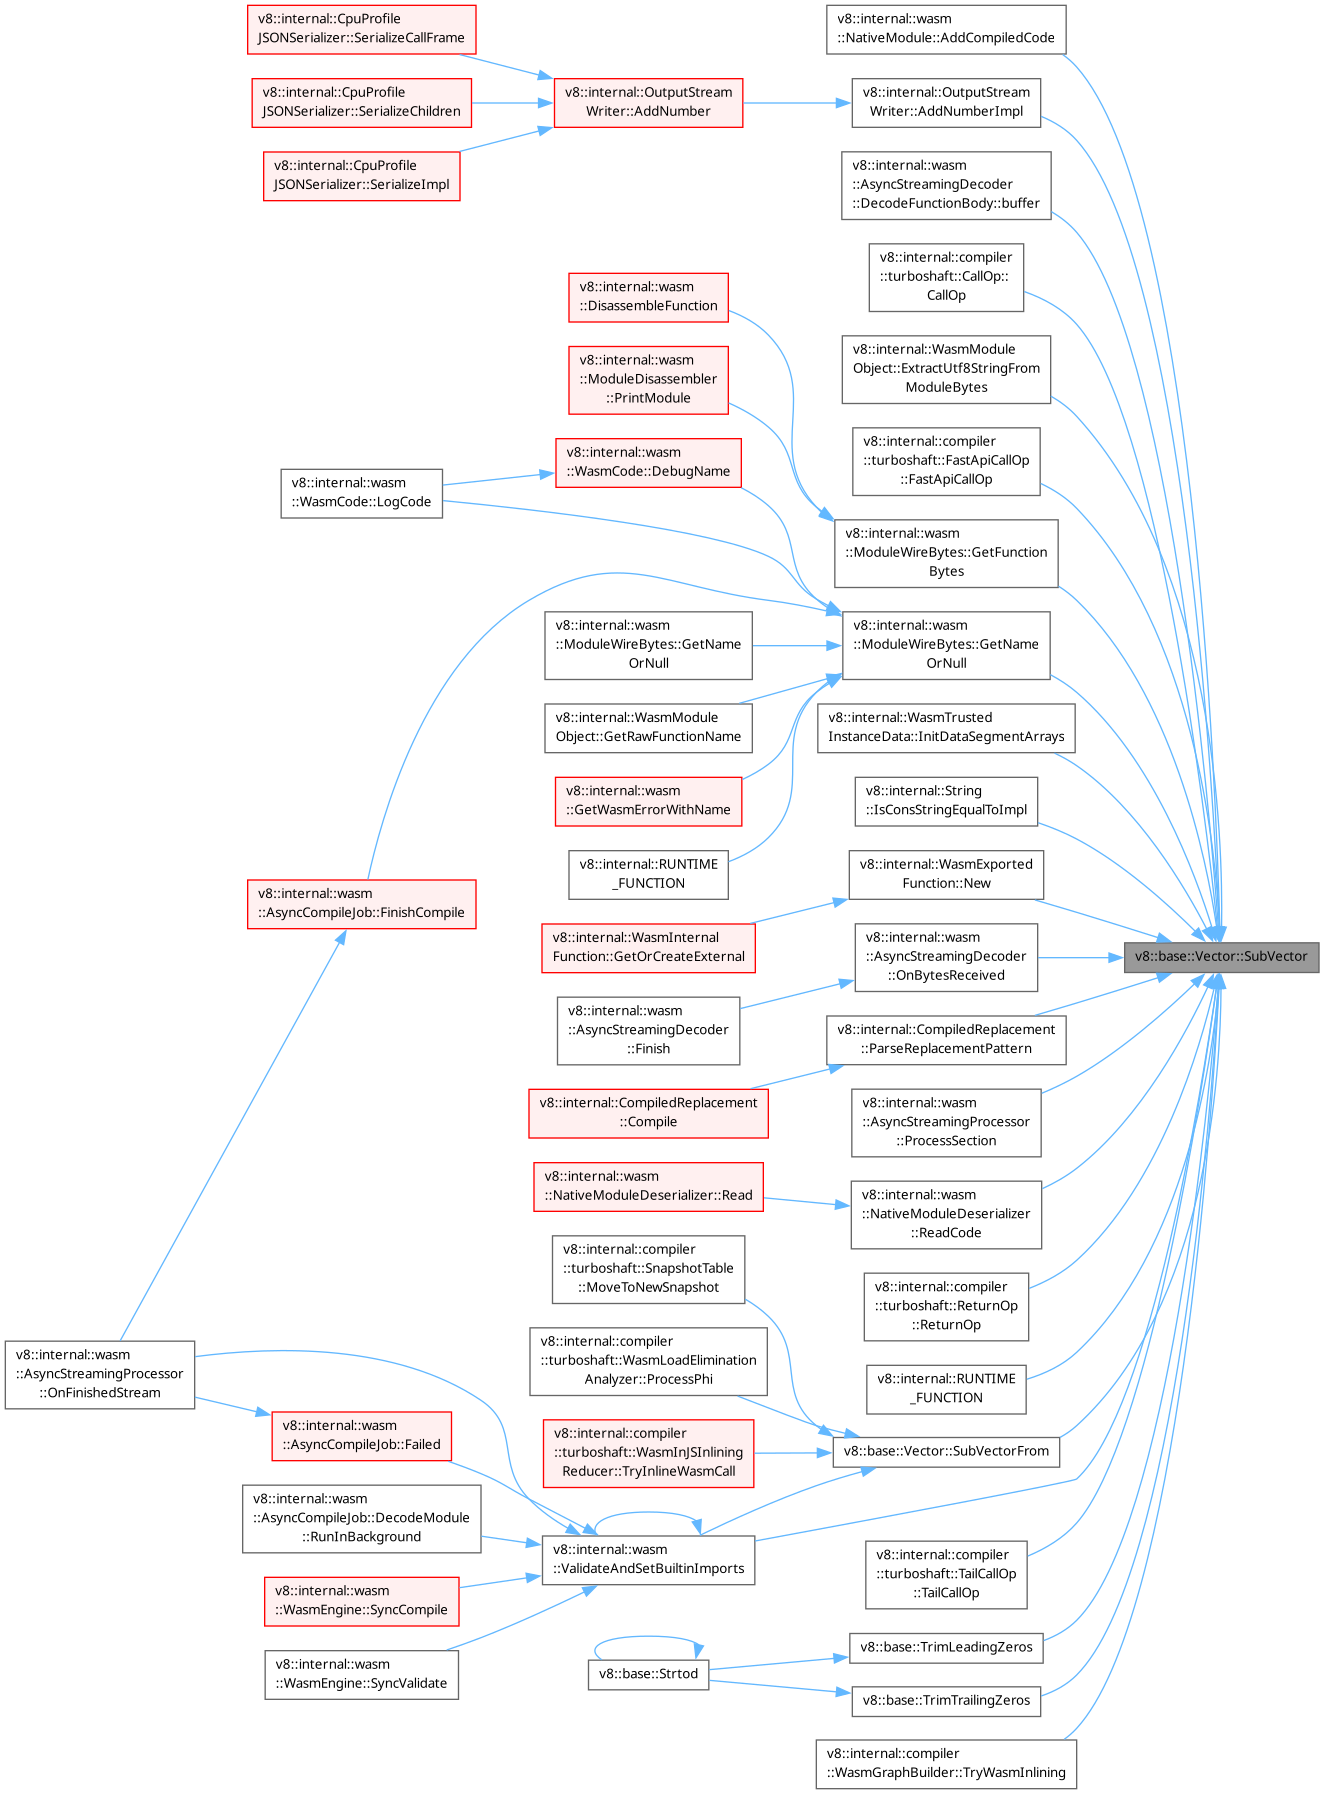 v8::internal::CpuProfile
JSONSerializer::SerializeCallFrame
v8::internal::wasm
::NativeModule::AddCompiledCode
v8::internal::CpuProfile
JSONSerializer::SerializeChildren
v8::internal::OutputStream
Writer::AddNumber
v8::internal::OutputStream
Writer::AddNumberImpl
v8::internal::CpuProfile
JSONSerializer::SerializeImpl
v8::internal::wasm
::AsyncStreamingDecoder
::DecodeFunctionBody::buffer
v8::internal::compiler
::turboshaft::CallOp::
CallOp
v8::internal::wasm
::DisassembleFunction
v8::internal::WasmModule
Object::ExtractUtf8StringFrom
ModuleBytes
v8::internal::wasm
::ModuleDisassembler
::PrintModule
v8::internal::compiler
::turboshaft::FastApiCallOp
::FastApiCallOp
v8::internal::wasm
::WasmCode::DebugName
v8::internal::wasm
::WasmCode::LogCode
v8::internal::wasm
::ModuleWireBytes::GetFunction
Bytes
v8::internal::wasm
::ModuleWireBytes::GetName
OrNull
v8::internal::wasm
::ModuleWireBytes::GetName
OrNull
v8::internal::WasmModule
Object::GetRawFunctionName
v8::internal::WasmTrusted
InstanceData::InitDataSegmentArrays
v8::internal::wasm
::GetWasmErrorWithName
v8::internal::String
::IsConsStringEqualToImpl
v8::internal::RUNTIME
_FUNCTION
v8::internal::WasmExported
Function::New
v8::internal::wasm
::AsyncCompileJob::FinishCompile
v8::internal::WasmInternal
Function::GetOrCreateExternal
v8::internal::wasm
::AsyncStreamingDecoder
::OnBytesReceived
v8::base::Vector::SubVector
v8::internal::wasm
::AsyncStreamingDecoder
::Finish
v8::internal::CompiledReplacement
::ParseReplacementPattern
v8::internal::CompiledReplacement
::Compile
v8::internal::wasm
::AsyncStreamingProcessor
::ProcessSection
v8::internal::wasm
::NativeModuleDeserializer::Read
v8::internal::wasm
::NativeModuleDeserializer
::ReadCode
v8::internal::compiler
::turboshaft::SnapshotTable
::MoveToNewSnapshot
v8::internal::compiler
::turboshaft::ReturnOp
::ReturnOp
v8::internal::compiler
::turboshaft::WasmLoadElimination
Analyzer::ProcessPhi
v8::internal::wasm
::AsyncStreamingProcessor
::OnFinishedStream
v8::internal::RUNTIME
_FUNCTION
v8::internal::wasm
::AsyncCompileJob::Failed
v8::internal::compiler
::turboshaft::WasmInJSInlining
Reducer::TryInlineWasmCall
v8::base::Vector::SubVectorFrom
v8::internal::wasm
::AsyncCompileJob::DecodeModule
::RunInBackground
v8::internal::wasm
::ValidateAndSetBuiltinImports
v8::internal::compiler
::turboshaft::TailCallOp
::TailCallOp
v8::internal::wasm
::WasmEngine::SyncCompile
v8::internal::wasm
::WasmEngine::SyncValidate
v8::base::Strtod
v8::base::TrimLeadingZeros
v8::base::TrimTrailingZeros
v8::internal::compiler
::WasmGraphBuilder::TryWasmInlining